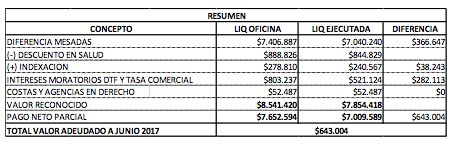 RESUMEN
CONCEPTO LIQ OFICINA LIQ EJECUTADA DIFERENCIA
DIFERENCIA MESADAS $7.406.887 $7.040.240 $366.647
(-) DESCUENTO EN SALUD $888.826 $844.829
(+) INDEXACION $278.810 $240.567 $38.243
INTERESES MORATORIOS DTF Y TASA COMERCIAL $803.237 $521.124 $282.113
COSTAS Y AGENCIAS EN DERECHO $52.487 $52.487 $0
VALOR RECONOCIDO $8.541.420 $7.854.418
PAGO NETO PARCIAL $7.652.594 $7.009.589 $643.004
TOTAL VALOR ADEUDADO A JUNIO 2017 $643.004